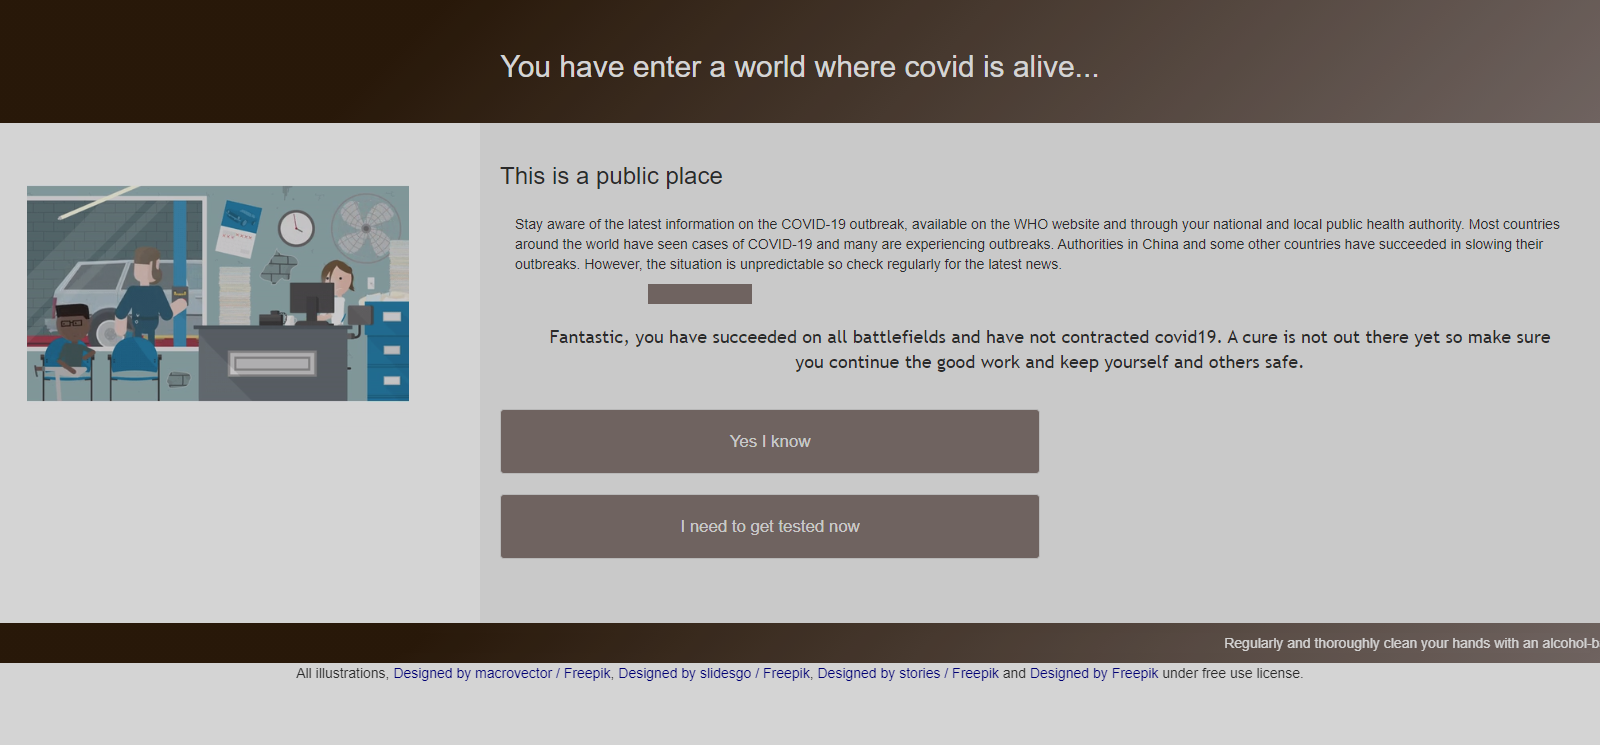 You have enter a world where covid is alive...
This is a public place
Stay aware of the latest information on the COVID-19 outbreak, available on the WHO website and through your national and local public health authority. Most countries
around the world have seen cases of COVID-19 and many are experiencing outbreaks. Authorities in China and some other countries have succeeded in slowing their
outbreaks. However, the situation is unpredictable so check regularly for the latest news.
Fantastic, you have succeeded on all battlefields and have not contracted covid19. A cure is not out there yet so make sure
you continue the good work and keep yourself and others safe.
Yes I know
I need to get tested now
Regularly and thoroughly clean your hands with an alcohol-b
All illustrations, Designed by macrovector / Freepik, Designed by slidesgo / Freepik, Designed by stories / Freepik and Designed by Freepik under free use license.